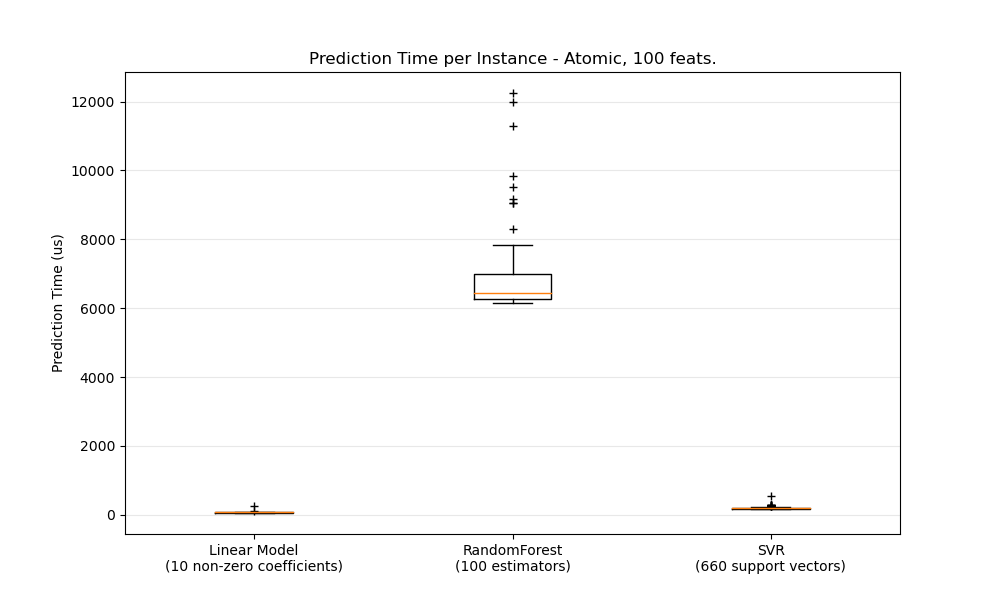 Prediction Time per Instance - Atomic, 100 feats.
12000
10000
8000
6000
4000
2000
0
Prediction Time (us)
Linear Model
(10 non-zero coefficients)
RandomForest
(100 estimators)
SVR
(660 support vectors)